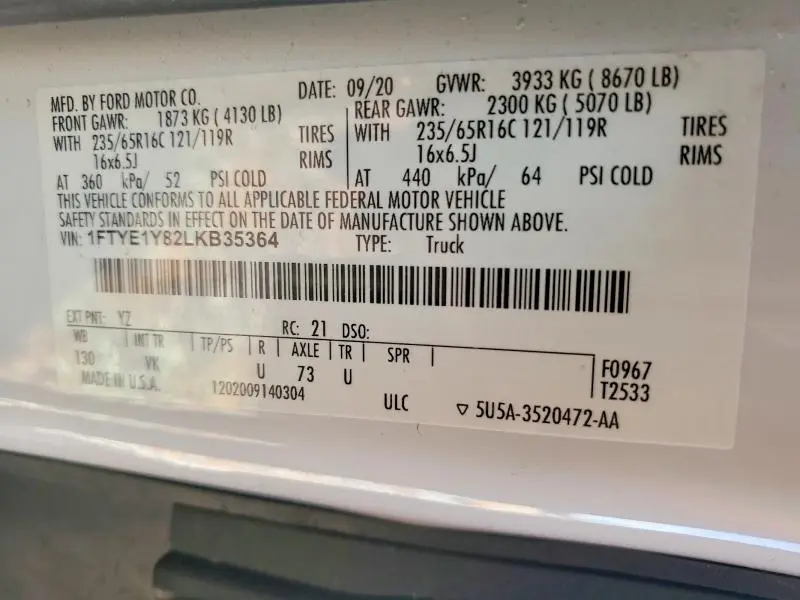 MFD. BY FORD MOTOR CO. DATE: 09/20 GVWR: 3933 KG ( 8670 LB)
FRONT GAWR: 1873 KG ( 4130 LB) REAR GAWR: 2300 KG ( 5070 LB)
WITH 235/65R16C 121/119R TIRES WITH 235/65R16C 121/119R TIRES
16x6.5J RIMS 16x6.5J RIMS
AT 360 kPa/ 52 PSI COLD AT 440 kPa/ 64 PSI COLD
THIS VEHICLE CONFORMS TO ALL APPLICABLE FEDERAL MOTOR VEHICLE
SAFETY STANDARDS IN EFFECT ON THE DATE OF MANUFACTURE SHOWN ABOVE.
VIN: 1FTYE1Y82LKB35364 TYPE: Truck
EXT PNT: YZ RC: 21 DSO:
WB INT TR TP/PS R AXLE TR SPR
130 VK U 73 U
F0967
T2533
MADE IN U.S.A. 1202009140304 ULC ▽ 5U5A-3520472-AA